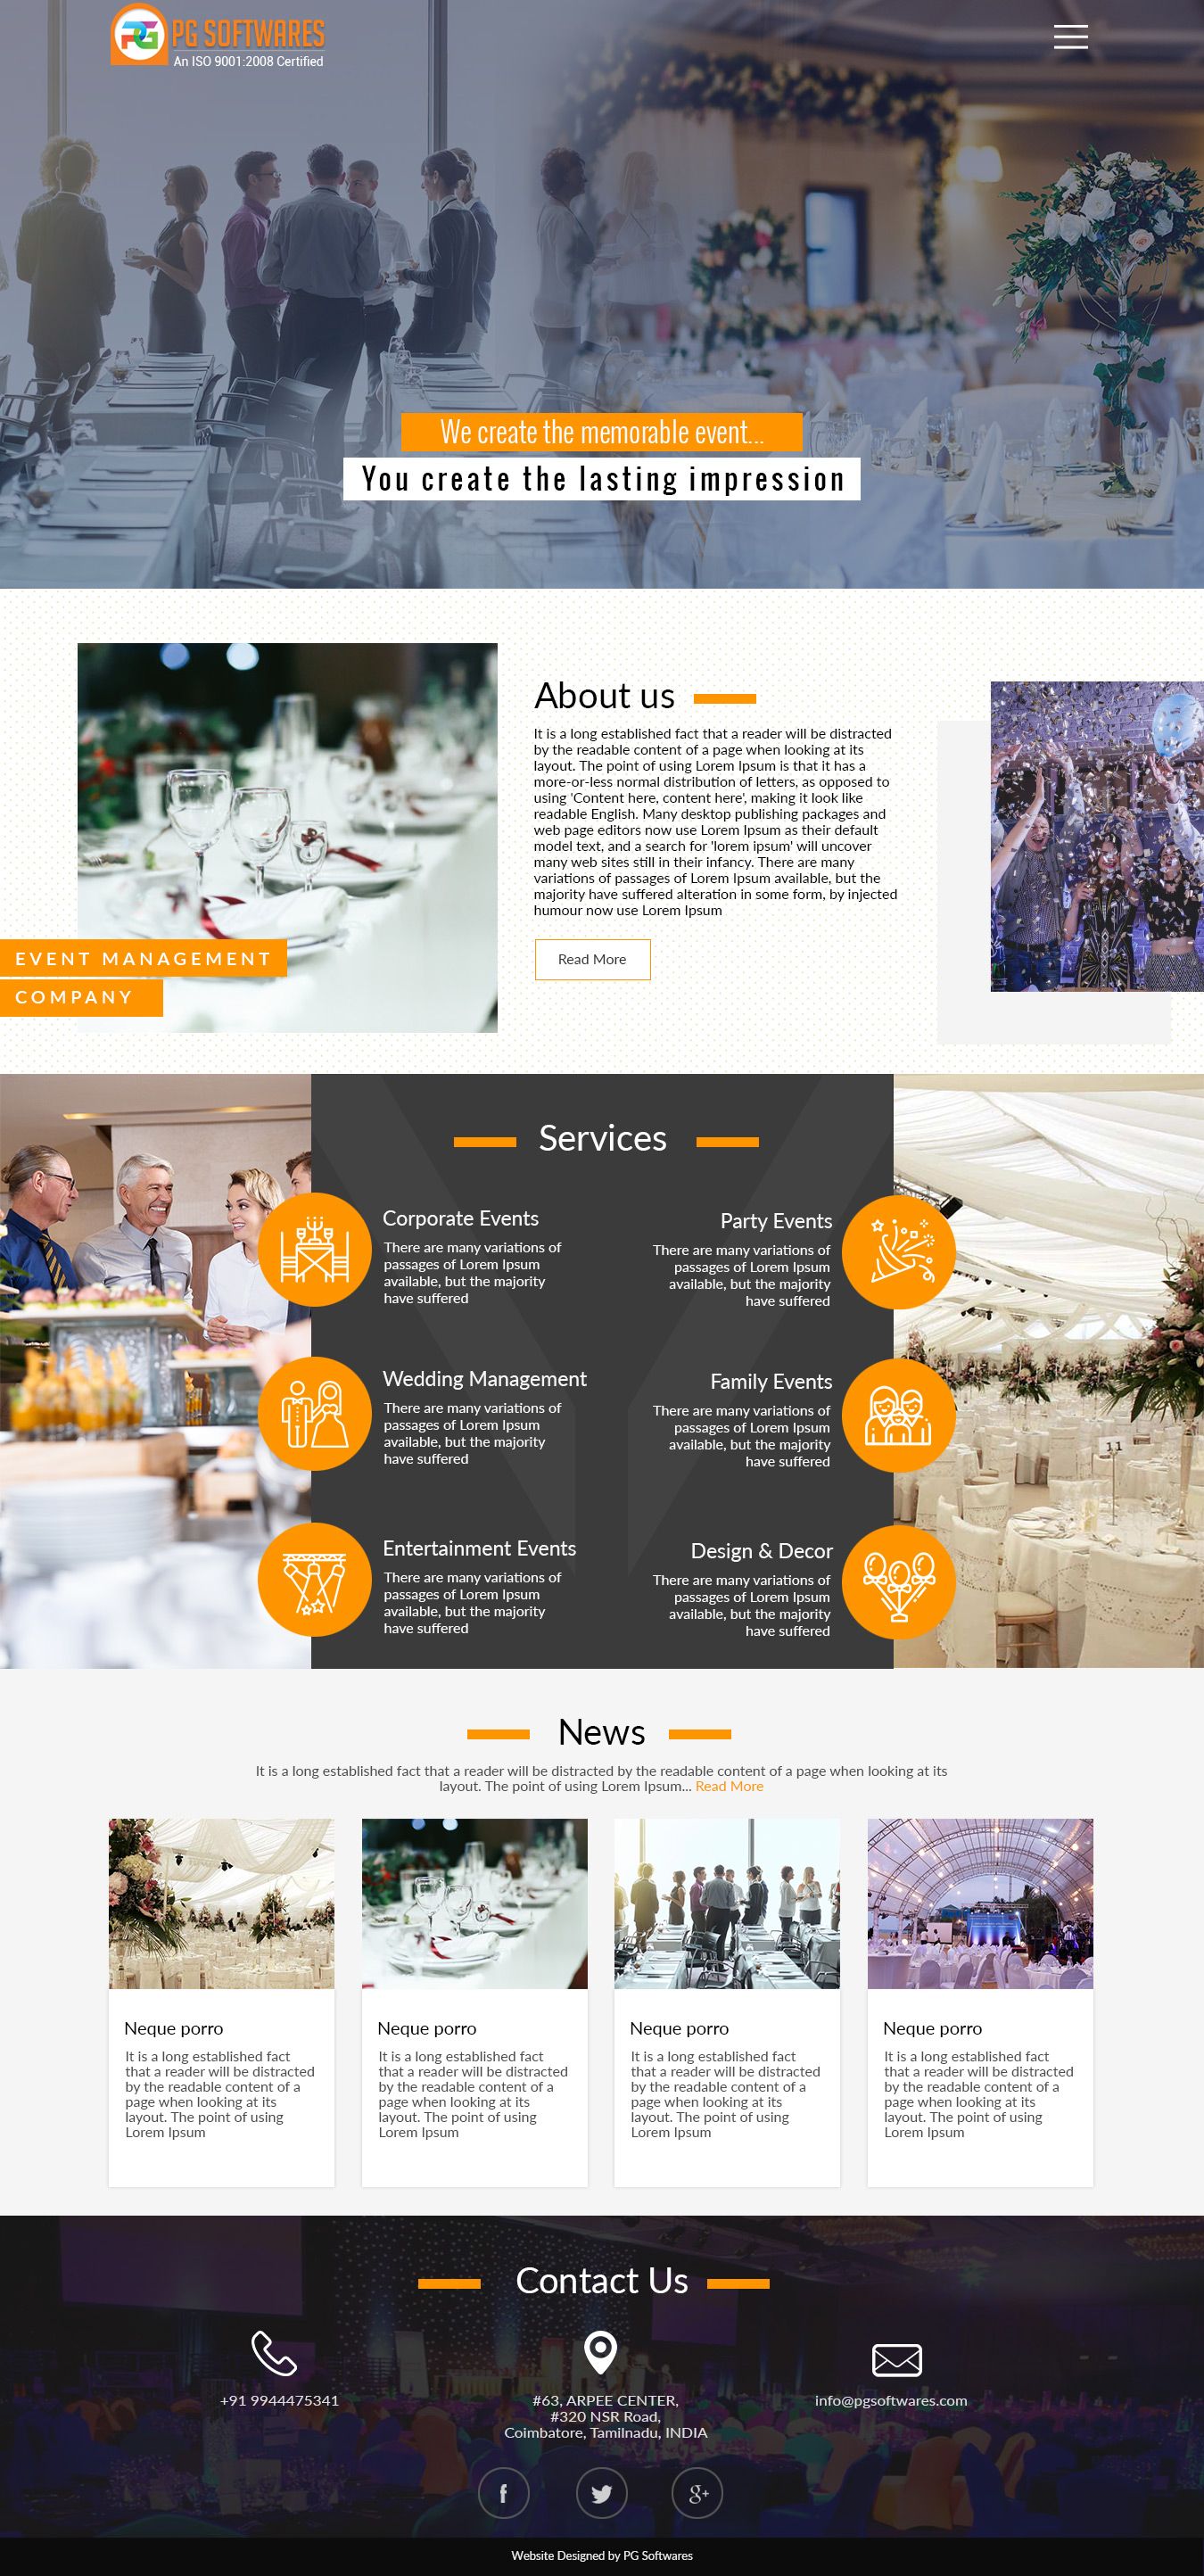 PG SOFTWARES
An ISO 9001:2008 Certified
We create the memorable event...
You create the lasting impression
EVENT MANAGEMENT
COMPANY
About us
It is a long established fact that a reader will be distracted
by the readable content of a page when looking at its
layout. The point of using Lorem Ipsum is that it has a
more-or-less normal distribution of letters, as opposed to
using 'Content here, content here', making it look like
readable English. Many desktop publishing packages and
web page editors now use Lorem Ipsum as their default
model text, and a search for 'lorem ipsum' will uncover
many web sites still in their infancy. There are many
variations of passages of Lorem Ipsum available, but the
majority have suffered alteration in some form, by injected
humour now use Lorem Ipsum
Read More
Services
Corporate Events
There are many variations of
passages of Lorem Ipsum
available, but the majority
have suffered
Party Events
There are many variations of
passages of Lorem Ipsum
available, but the majority
have suffered
Wedding Management
There are many variations of
passages of Lorem Ipsum
available, but the majority
have suffered
Family Events
There are many variations of
passages of Lorem Ipsum
available, but the majority
have suffered
11
Entertainment Events
There are many variations of
passages of Lorem Ipsum
available, but the majority
have suffered
Design & Decor
There are many variations of
passages of Lorem Ipsum
available, but the majority
have suffered
News
It is a long established fact that a reader will be distracted by the readable content of a page when looking at its
layout. The point of using Lorem Ipsum... Read More
Neque porro
It is a long established fact
that a reader will be distracted
by the readable content of a
page when looking at its
layout. The point of using
Lorem Ipsum
Neque porro
It is a long established fact
that a reader will be distracted
by the readable content of a
page when looking at its
layout. The point of using
Lorem Ipsum
Neque porro
It is a long established fact
that a reader will be distracted
by the readable content of a
page when looking at its
layout. The point of using
Lorem Ipsum
Neque porro
It is a long established fact
that a reader will be distracted
by the readable content of a
page when looking at its
layout. The point of using
Lorem Ipsum
Contact Us
+91 9944475341
#63, ARPEE CENTER,
#320 NSR Road,
Coimbatore, Tamilnadu, INDIA
info@pgsoftwares.com
Website Designed by PG Softwares